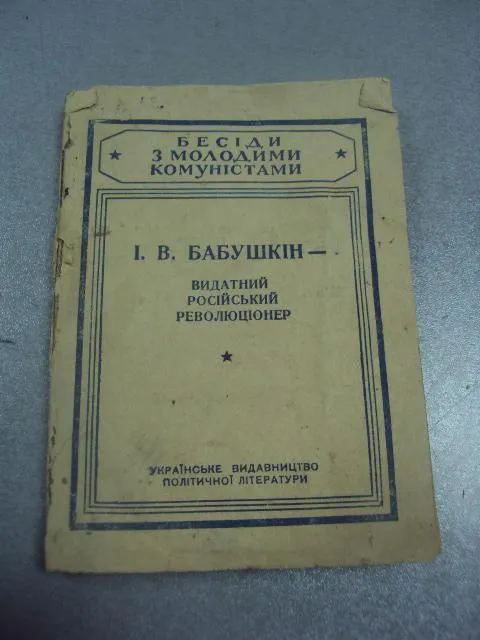 БЕСІДИ
З МОЛОДИМИ
КОМУНІСТАМИ
І. В. БАБУШКІН —
ВИДАТНИЙ
РОСІЙСЬКИЙ
РЕВОЛЮЦІОНЕР
УКРАЇНСЬКЕ ВИДАВНИЦТВО
ПОЛІТИЧНОЇ ЛІТЕРАТУРИ